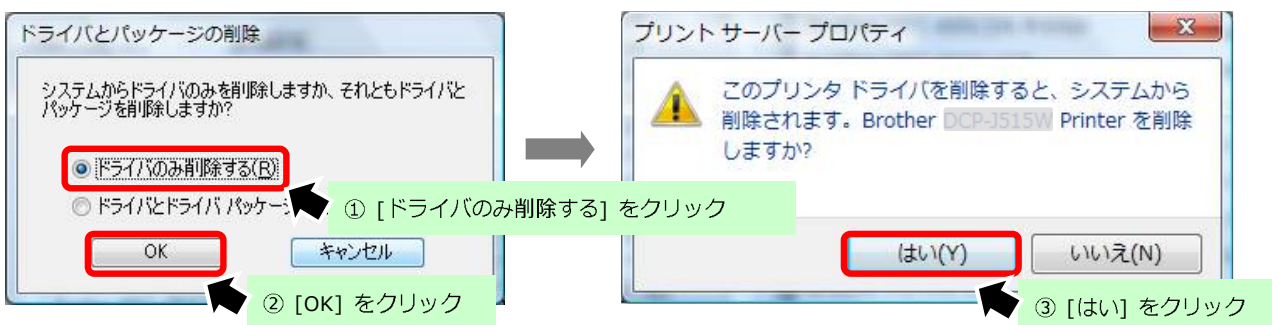 ドライバとパッケージの削除
システムからドライバのみを削除しますか、それともドライバと
パッケージを削除しますか?
ドライバのみ削除する(R)
ドライバとドライバ パッケー
① [ドライバのみ削除する] をクリック
OK
キャンセル
② [OK] をクリック
プリント サーバー プロパティ
このプリンタ ドライバを削除すると、システムから
削除されます。Brother DCP-J515W Printer を削除
しますか?
はい(Y)
いいえ(N)
③ [はい] をクリック